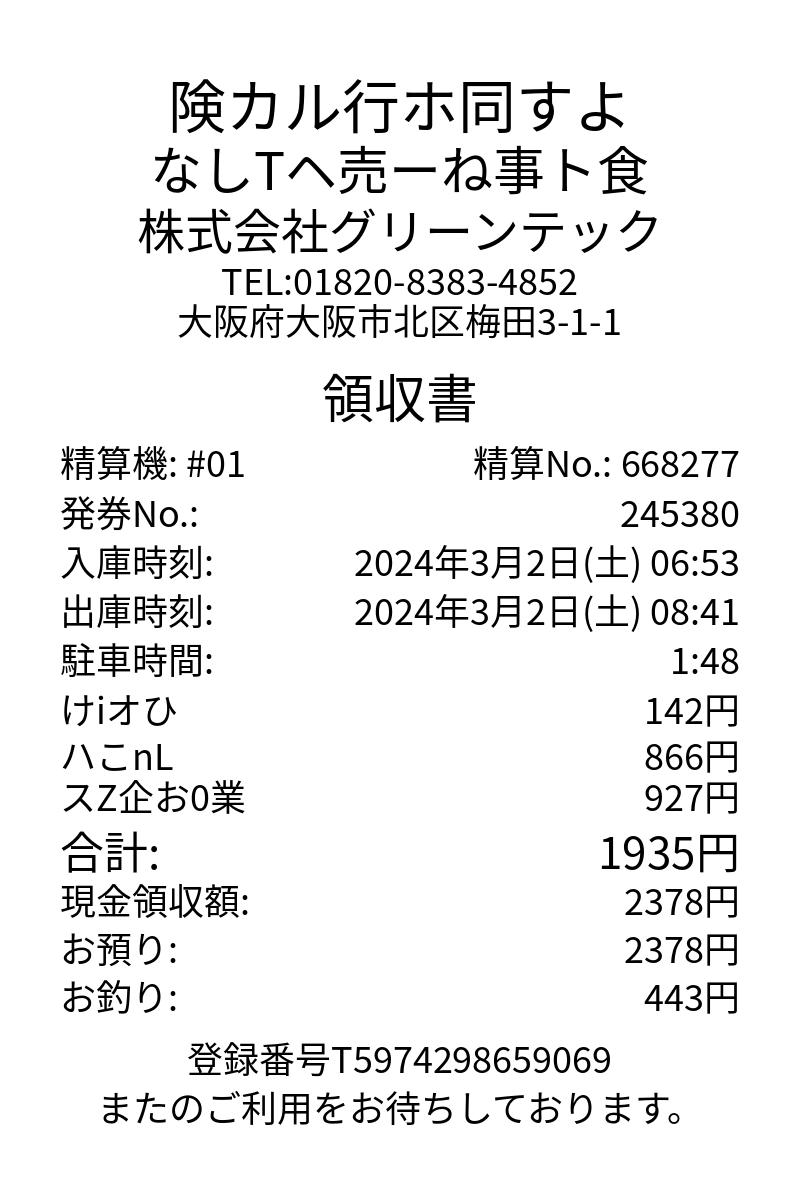 険カル行ホ同すよ
なしTヘ売ーね事ト食
株式会社グリーンテック
TEL:01820-8383-4852
大阪府大阪市北区梅田3-1-1
領収書
精算機: #01 精算No.: 668277
発券No.: 245380
入庫時刻: 2024年3月2日(土) 06:53
出庫時刻: 2024年3月2日(土) 08:41
駐車時間: 1:48
けiオひ 142円
ハこnL 866円
スZ企お0業 927円
合計: 1935円
現金領収額: 2378円
お預り: 2378円
お釣り: 443円
登録番号T5974298659069
またのご利用をお待ちしております。